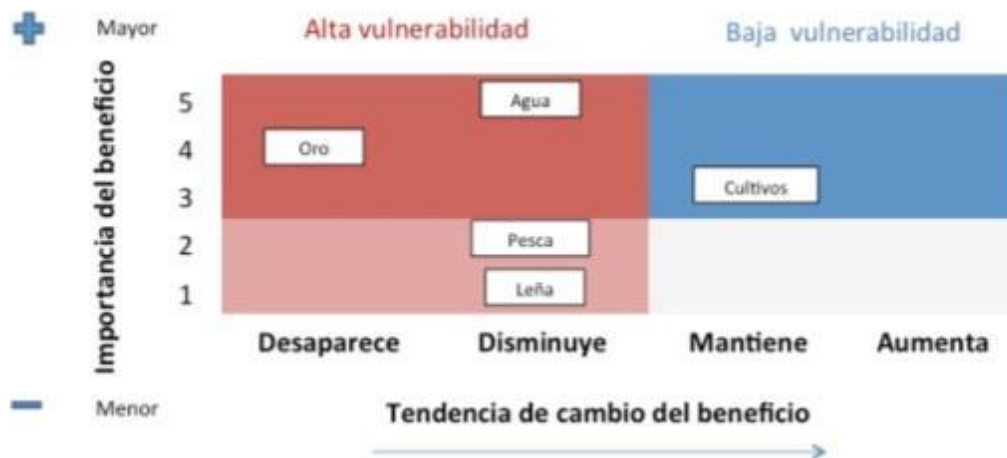 Mayor
Alta vulnerabilidad
Baja vulnerabilidad
Importancia del beneficio
5
Agua
4
Oro
3
Cultivos
2
Pesca
1
Leña
Desaparece
Disminuye
Mantiene
Aumenta
Menor
Tendencia de cambio del beneficio